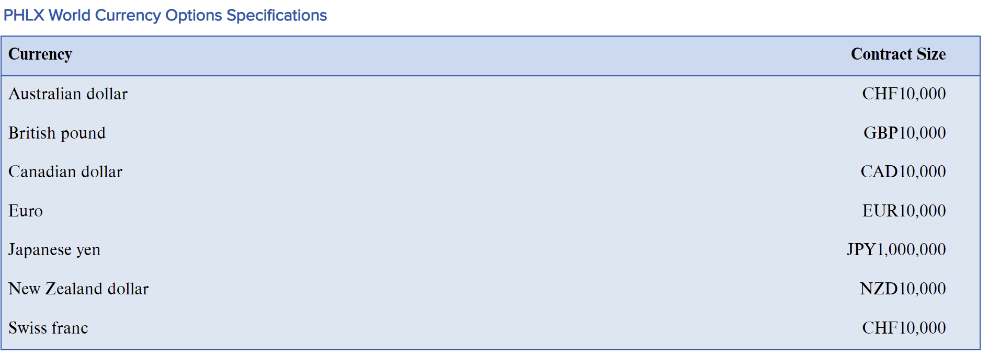 PHLX World Currency Options Specifications
Currency Contract Size
Australian dollar CHF10,000
British pound GBP10,000
Canadian dollar CAD10,000
Euro EUR10,000
Japanese yen JPY1,000,000
New Zealand dollar NZD10,000
Swiss franc CHF10,000